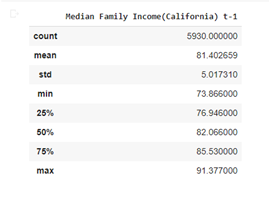 Median Family Income(California) t-1
count 5930.000000
mean 81.402659
std 5.017310
min 73.866000
25% 76.946000
50% 82.066000
75% 85.530000
max 91.377000